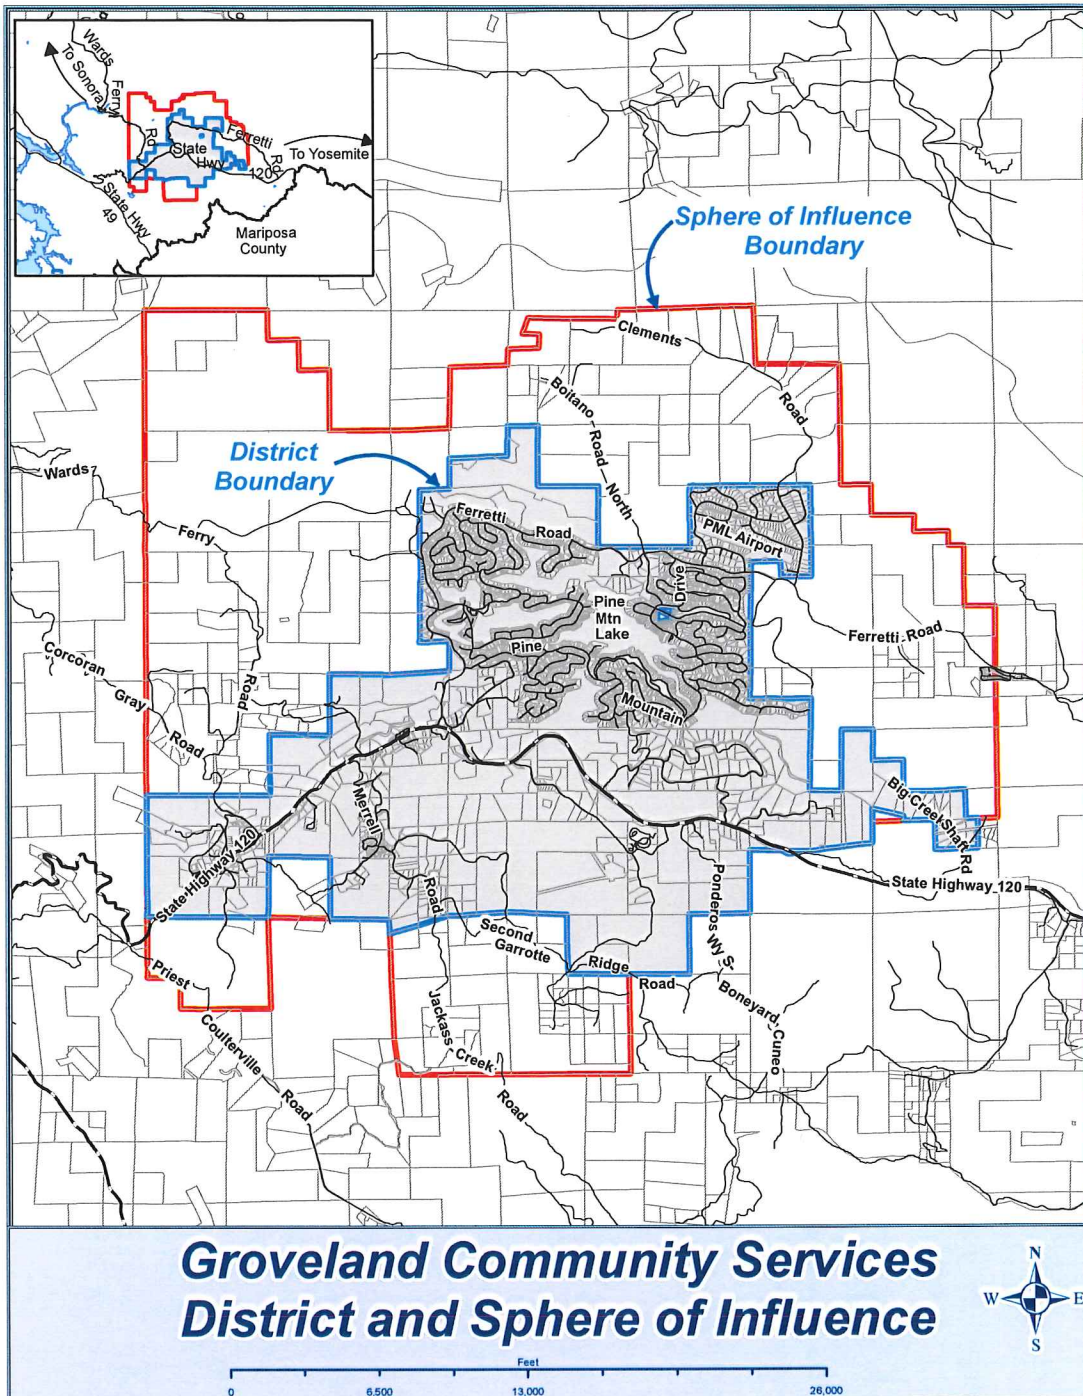 Wards
Ferry
Rd
To Sonora
State
Hwy
120
Ferretti
Rd
To Yosemite
State Hwy
49
Mariposa
County
Sphere of Influence
Boundary
Clements
Road
Boitano
Road
North
District
Boundary
Wards
Ferry
Road
Ferretti
Road
PML Airport
Drive
Pine
Mtn
Lake
Pine
Mountain
Ferretti Road
Corcoran
Gray
Road
Merrell
Road
Big Creek Shaft
Rd
State Highway 120
State Highway 120
Ponderos Wy S
Second
Garrotte
Ridge
Road
Boneyard Cuneo
Priest
Coulterville
Road
Jackass
Creek
Road
Groveland Community Services
District and Sphere of Influence
N
W
E
S
Feet
0
6,500
13,000
26,000